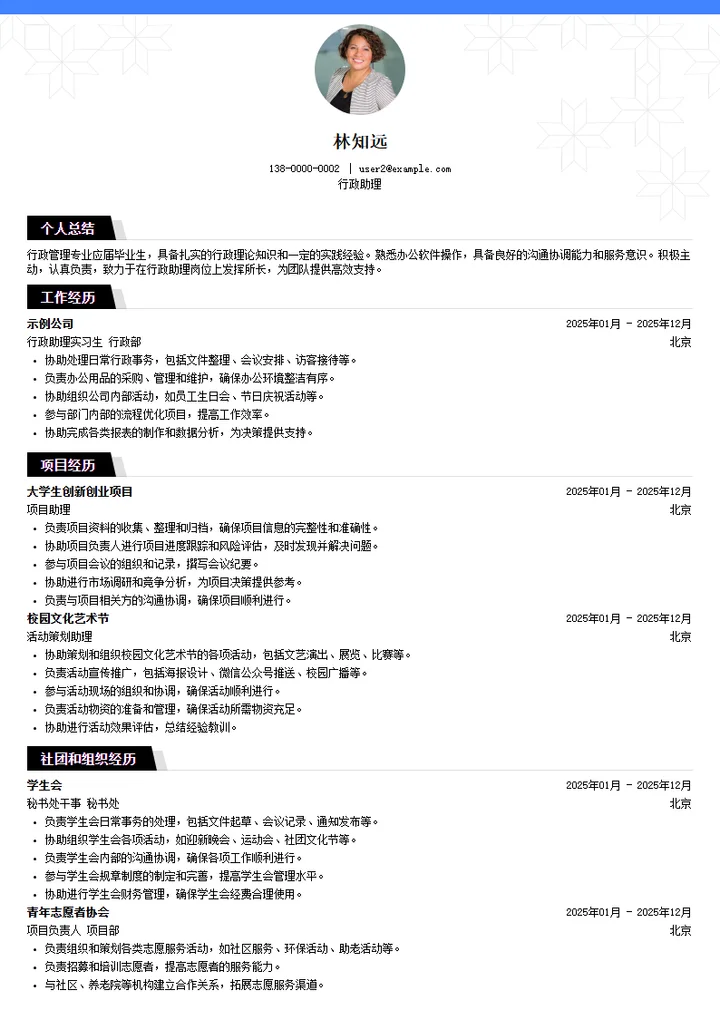 林知远
138-0000-0002 | user2@example.com
行政助理
个人总结
行政管理专业应届毕业生，具备扎实的行政理论知识和一定的实践经验。熟悉办公软件操作，具备良好的沟通协调能力和服务意识。积极主
动，认真负责，致力于在行政助理岗位上发挥所长，为团队提供高效支持。
工作经历
示例公司 2025年01月 - 2025年12月
行政助理实习生 行政部 北京
• 协助处理日常行政事务，包括文件整理、会议安排、访客接待等。
• 负责办公用品的采购、管理和维护，确保办公环境整洁有序。
• 协助组织公司内部活动，如员工生日会、节日庆祝活动等。
• 参与部门内部的流程优化项目，提高工作效率。
• 协助完成各类报表的制作和数据分析，为决策提供支持。
项目经历
大学生创新创业项目 2025年01月 - 2025年12月
项目助理 北京
• 负责项目资料的收集、整理和归档，确保项目信息的完整性和准确性。
• 协助项目负责人进行项目进度跟踪和风险评估，及时发现并解决问题。
• 参与项目会议的组织和记录，撰写会议纪要。
• 协助进行市场调研和竞争分析，为项目决策提供参考。
• 负责与项目相关方的沟通协调，确保项目顺利进行。
校园文化艺术节 2025年01月 - 2025年12月
活动策划助理 北京
• 协助策划和组织校园文化艺术节的各项活动，包括文艺演出、展览、比赛等。
• 负责活动宣传推广，包括海报设计、微信公众号推送、校园广播等。
• 参与活动现场的组织和协调，确保活动顺利进行。
• 负责活动物资的准备和管理，确保活动所需物资充足。
• 协助进行活动效果评估，总结经验教训。
社团和组织经历
学生会 2025年01月 - 2025年12月
秘书处干事 秘书处 北京
• 负责学生会日常事务的处理，包括文件起草、会议记录、通知发布等。
• 协助组织学生会各项活动，如迎新晚会、运动会、社团文化节等。
• 负责学生会内部的沟通协调，确保各项工作顺利进行。
• 参与学生会规章制度的制定和完善，提高学生会管理水平。
• 协助进行学生会财务管理，确保学生会经费合理使用。
青年志愿者协会 2025年01月 - 2025年12月
项目负责人 项目部 北京
• 负责组织和策划各类志愿服务活动，如社区服务、环保活动、助老活动等。
• 负责招募和培训志愿者，提高志愿者的服务能力。
• 与社区、养老院等机构建立合作关系，拓展志愿服务渠道。